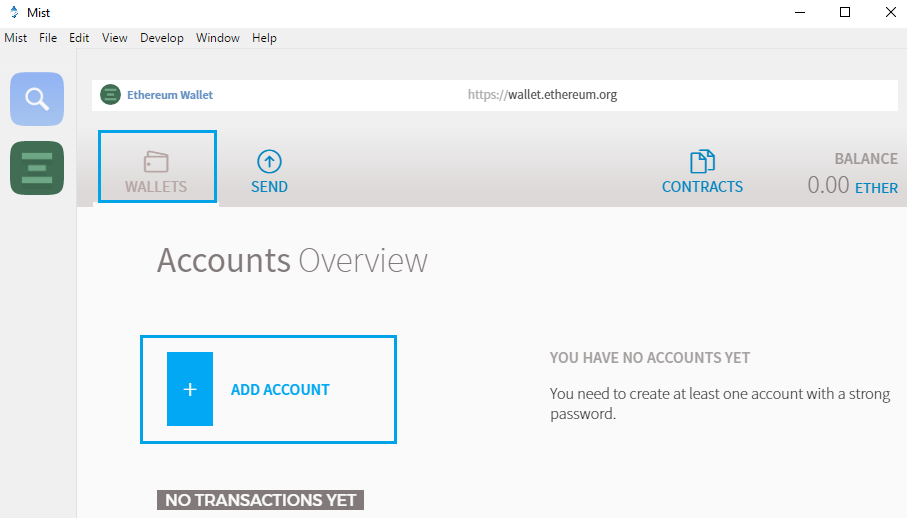 Mist
Mist File Edit View Develop Window Help
Ethereum Wallet https://wallet.ethereum.org
WALLETS SEND CONTRACTS BALANCE
0.00 ETHER
Accounts Overview
+ ADD ACCOUNT
YOU HAVE NO ACCOUNTS YET
You need to create at least one account with a strong
password.
NO TRANSACTIONS YET